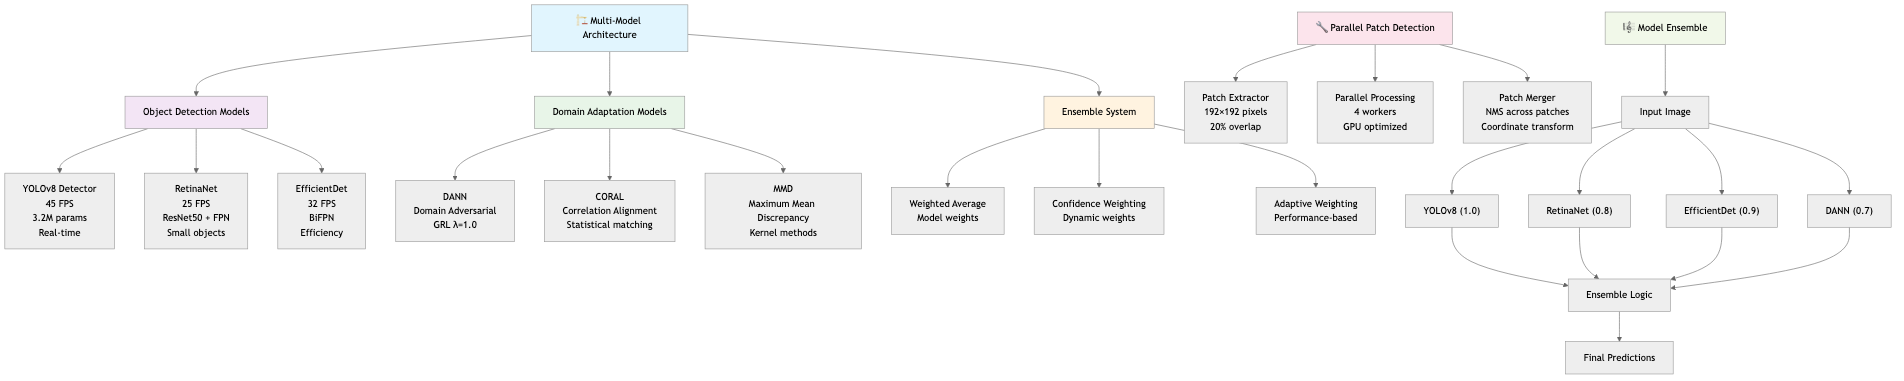 🏗️ Multi-Model
Architecture
Object Detection Models
Domain Adaptation Models
Ensemble System
YOLOv8 Detector
45 FPS
3.2M params
Real-time
RetinaNet
25 FPS
ResNet50 + FPN
Small objects
EfficientDet
32 FPS
BiFPN
Efficiency
DANN
Domain Adversarial
GRL λ=1.0
CORAL
Correlation Alignment
Statistical matching
MMD
Maximum Mean
Discrepancy
Kernel methods
Weighted Average
Model weights
Confidence Weighting
Dynamic weights
Adaptive Weighting
Performance-based
🔧 Parallel Patch Detection
Patch Extractor
192×192 pixels
20% overlap
Parallel Processing
4 workers
GPU optimized
Patch Merger
NMS across patches
Coordinate transform
🎼 Model Ensemble
Input Image
YOLOv8 (1.0)
RetinaNet (0.8)
EfficientDet (0.9)
DANN (0.7)
Ensemble Logic
Final Predictions